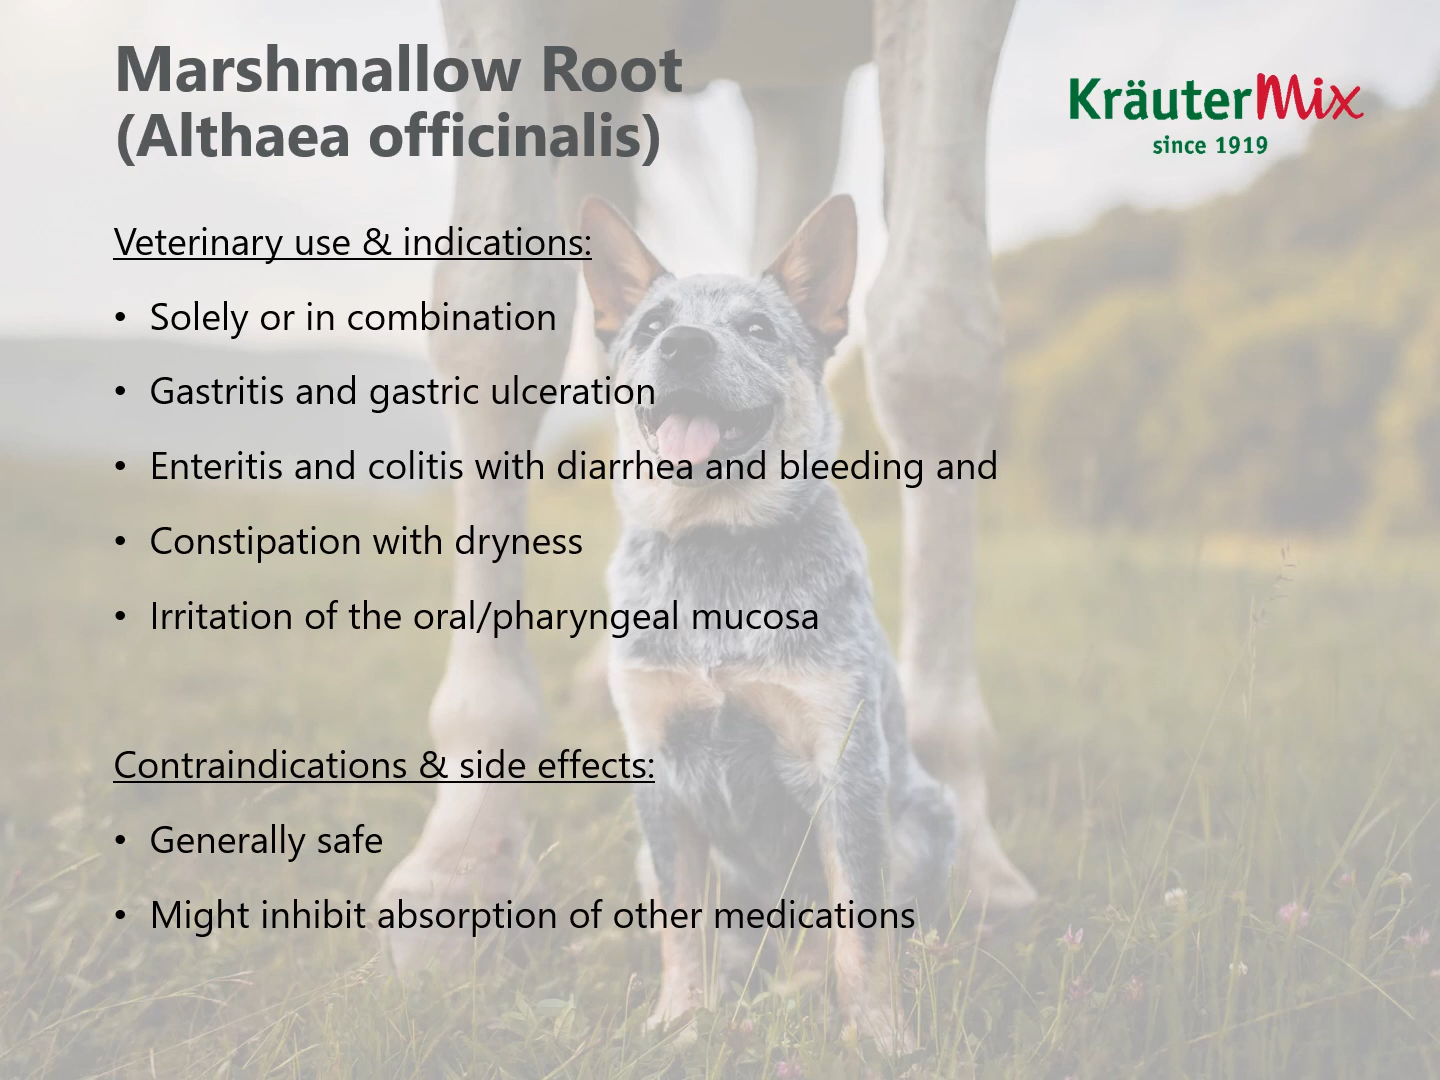 Marshmallow Root
(Althaea officinalis)
KräuterMix
since 1919
Veterinary use & indications:
• Solely or in combination
• Gastritis and gastric ulceration
• Enteritis and colitis with diarrhea and bleeding and
• Constipation with dryness
• Irritation of the oral/pharyngeal mucosa
Contraindications & side effects:
• Generally safe
• Might inhibit absorption of other medications